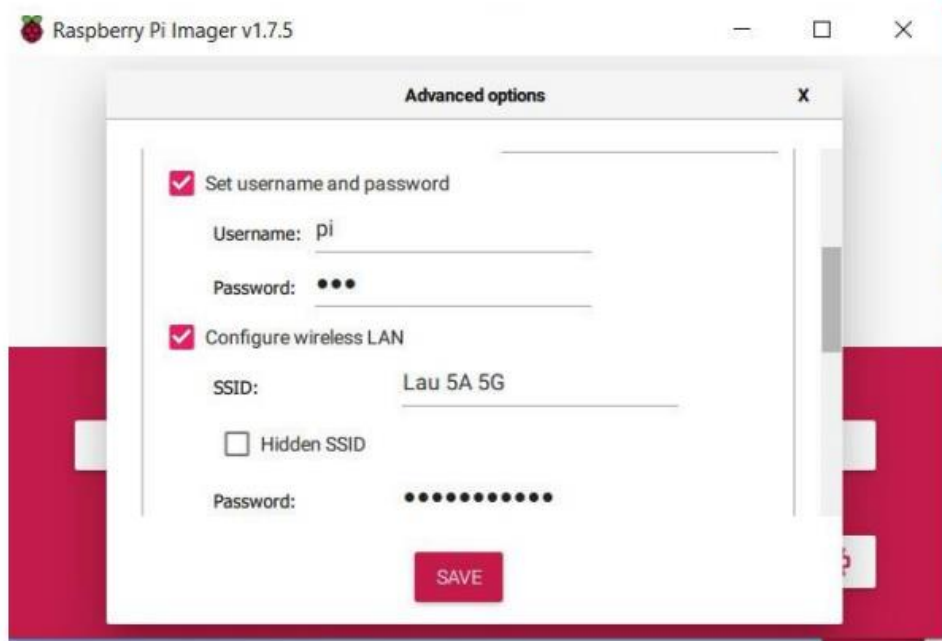 Raspberry Pi Imager v1.7.5
Advanced options
X
Set username and password
Username: pi
Password: •••
Configure wireless LAN
SSID: Lau 5A 5G
Hidden SSID
Password: •••••••••••
SAVE